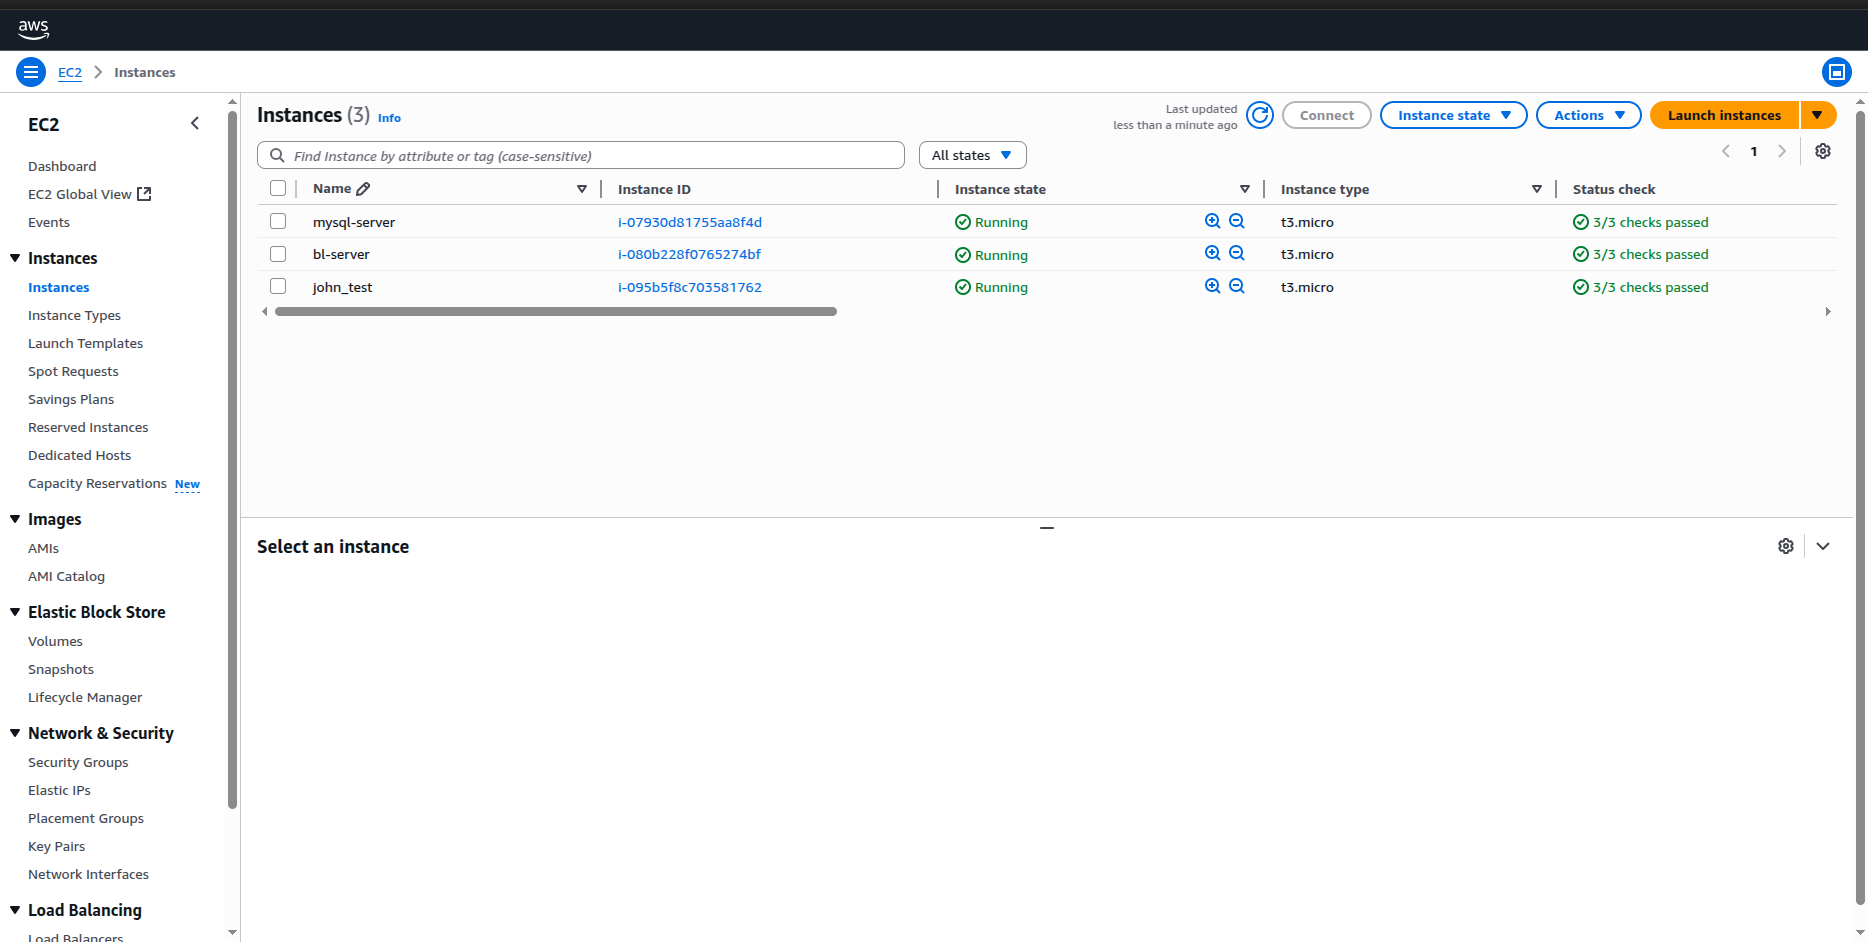 aws
EC2 Instances
EC2
Dashboard
EC2 Global View
Events
Instances
Instances
Instance Types
Launch Templates
Spot Requests
Savings Plans
Reserved Instances
Dedicated Hosts
Capacity Reservations New
Images
AMIs
AMI Catalog
Elastic Block Store
Volumes
Snapshots
Lifecycle Manager
Network & Security
Security Groups
Elastic IPs
Placement Groups
Key Pairs
Network Interfaces
Load Balancing
Load Balancers
Instances (3) Info
Last updated
less than a minute ago
Connect
Instance state
Actions
Launch instances
Find Instance by attribute or tag (case-sensitive)
All states
1
Name Instance ID Instance state Instance type Status check
mysql-server i-07930d81755aa8f4d Running t3.micro 3/3 checks passed
bl-server i-080b228f0765274bf Running t3.micro 3/3 checks passed
john_test i-095b5f8c703581762 Running t3.micro 3/3 checks passed
Select an instance